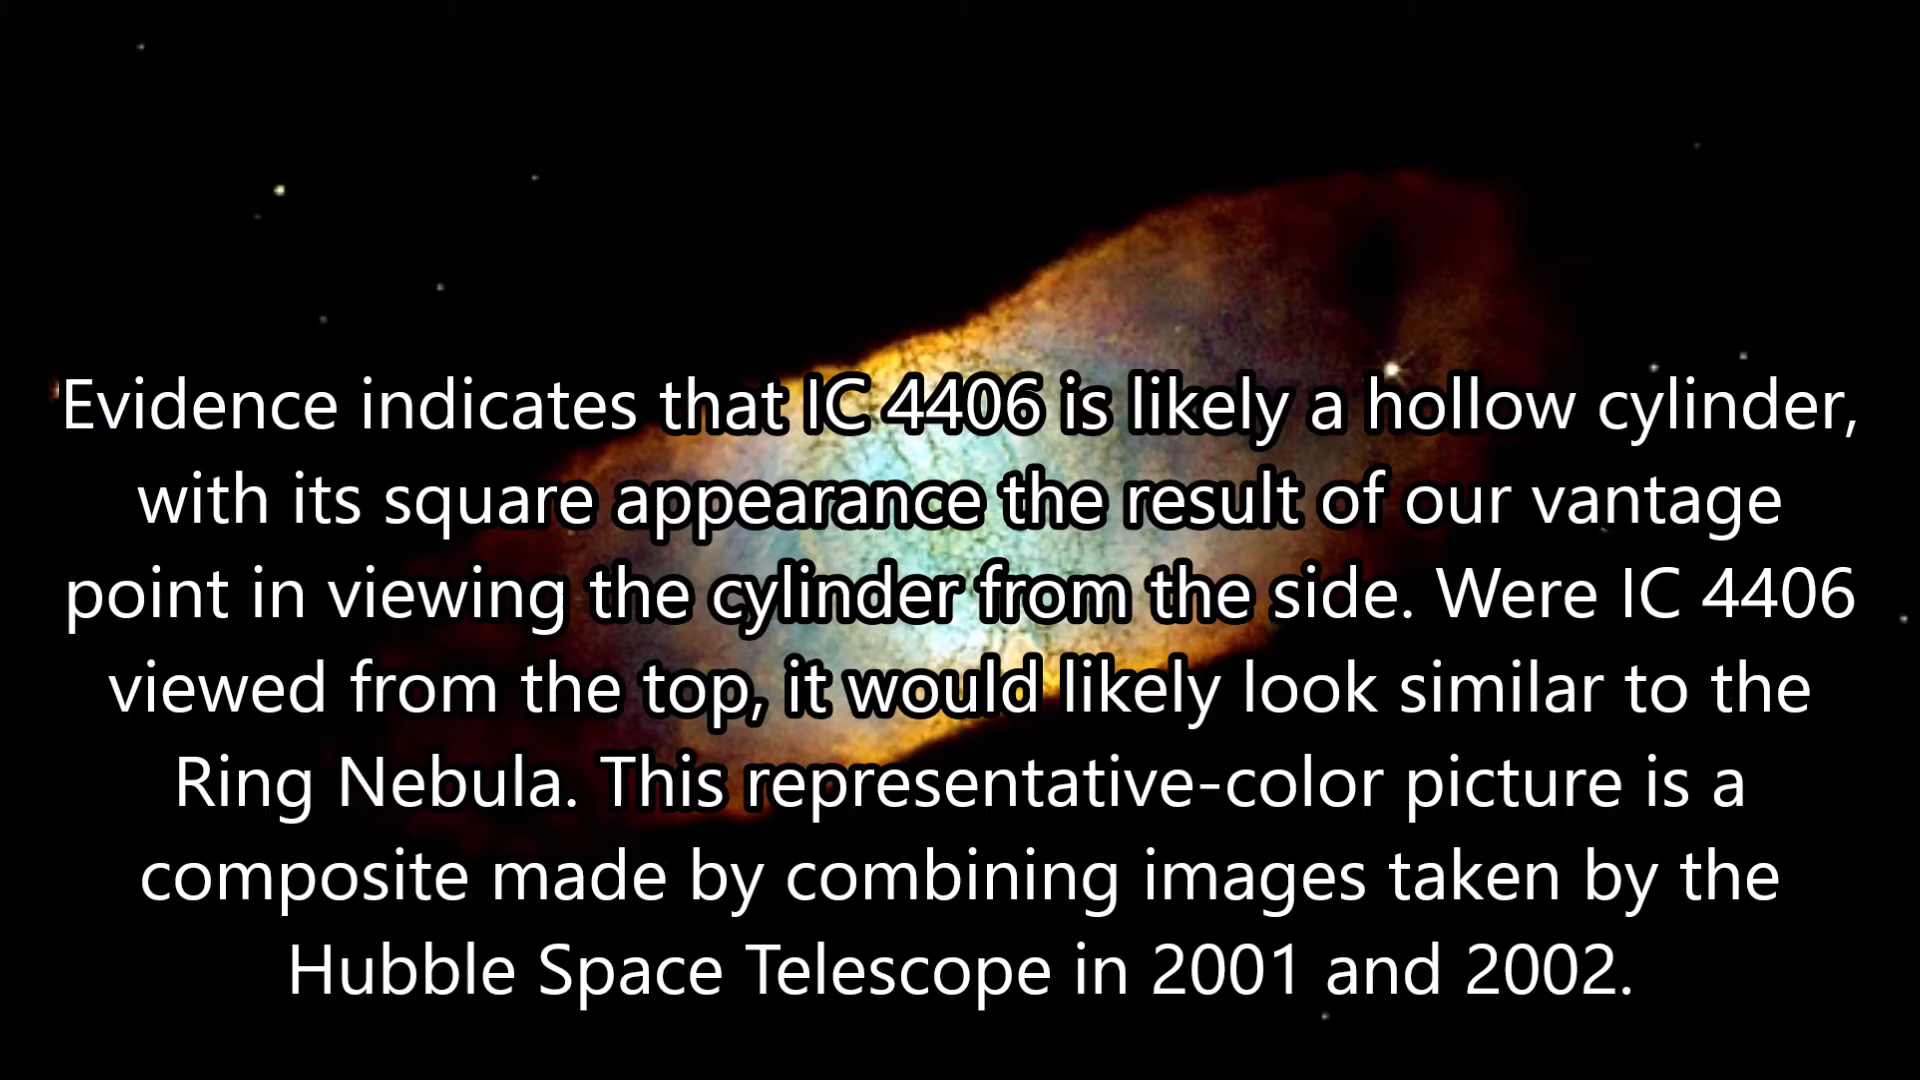 Evidence indicates that IC 4406 is likely a hollow cylinder,
with its square appearance the result of our vantage
point in viewing the cylinder from the side. Were IC 4406
viewed from the top, it would likely look similar to the
Ring Nebula. This representative-color picture is a
composite made by combining images taken by the
Hubble Space Telescope in 2001 and 2002.